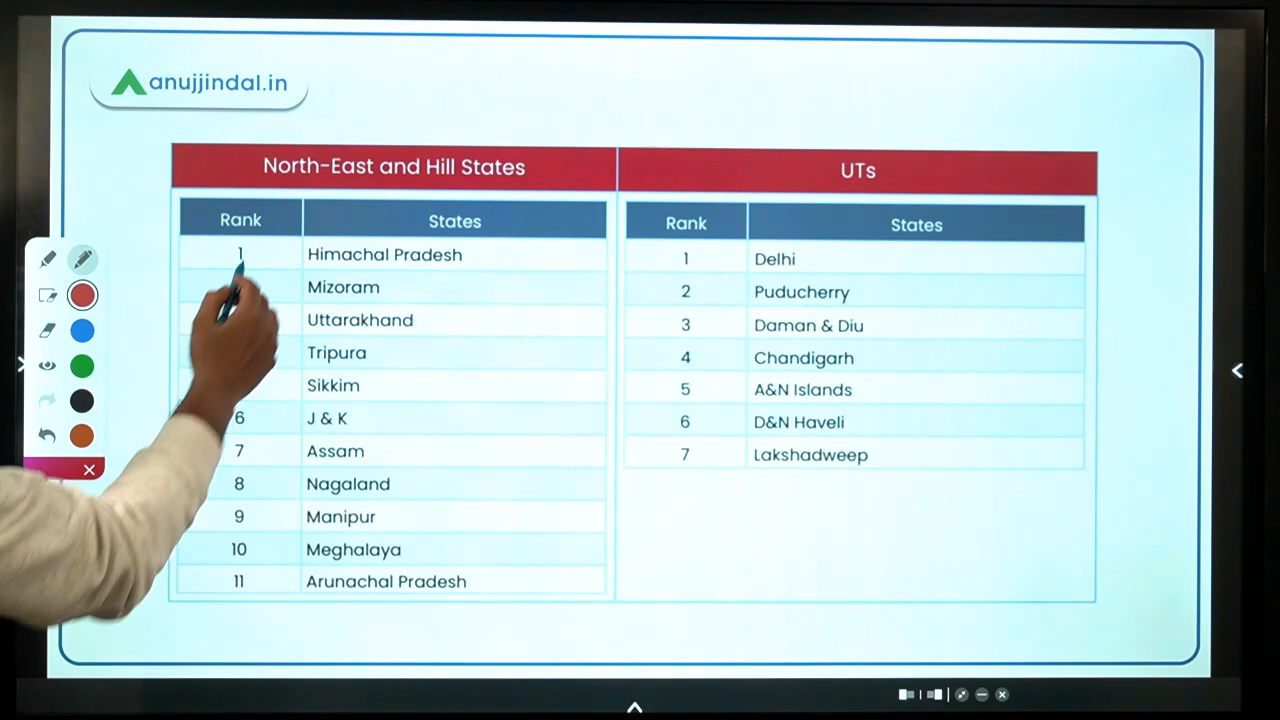 anujjindal.in
North-East and Hill States UTs
Rank States Rank States
1 Himachal Pradesh 1 Delhi
Mizoram 2 Puducherry
Uttarakhand 3 Daman & Diu
Tripura 4 Chandigarh
Sikkim 5 A&N Islands
6 J & K 6 D&N Haveli
7 Assam 7 Lakshadweep
8 Nagaland
9 Manipur
10 Meghalaya
11 Arunachal Pradesh